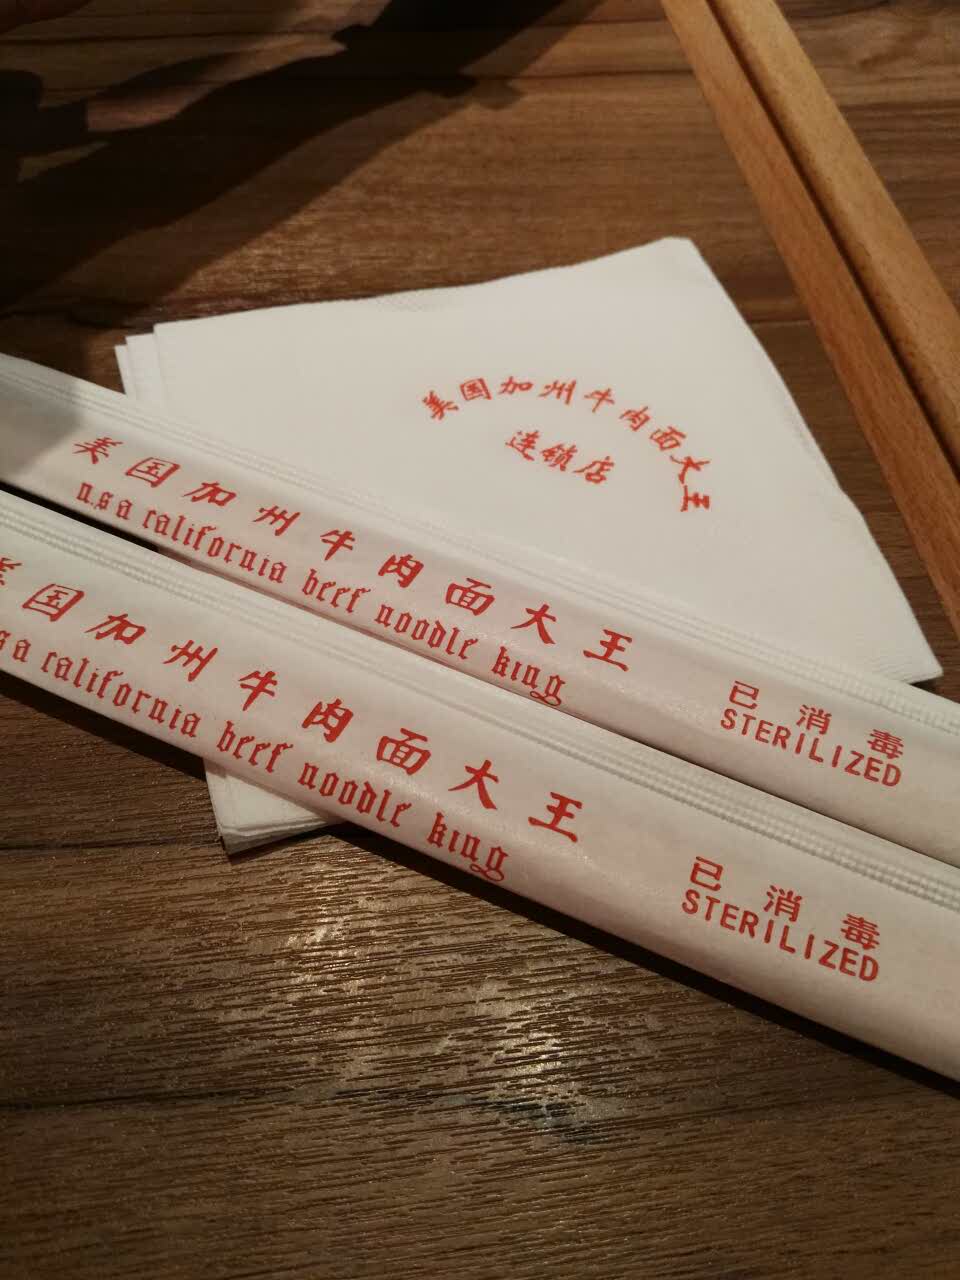 美国加州牛肉面大王
连锁店
美国加州牛肉面大王
u.s.a california beef noodle king
已消毒
STERILIZED
美国加州牛肉面大王
s a california beef noodle king
已消毒
STERILIZED